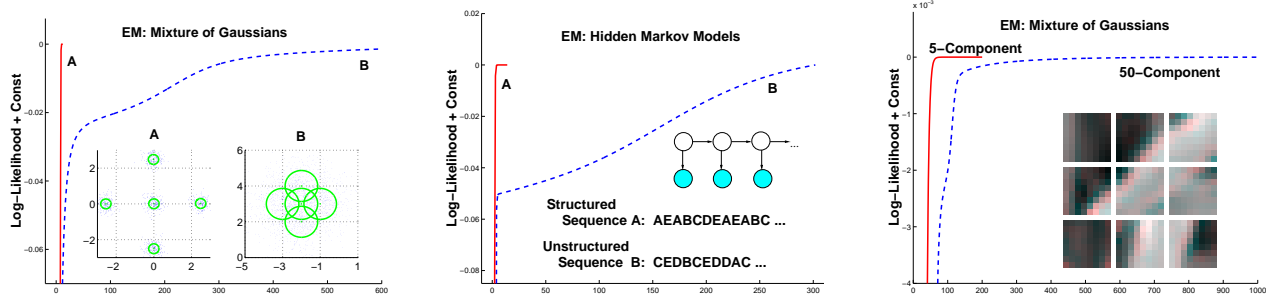 EM: Mixture of Gaussians
Log−Likelihood + Const
0
−0.02
−0.04
−0.06
A
B
A
2
0
−2
−2
0
2
B
6
4
2
0
−5
−3
−1
1
0
100
200
300
400
500
600
EM: Hidden Markov Models
Log−Likelihood + Const
0.02
0
−0.02
−0.04
−0.06
−0.08
A
B
...
Structured
Sequence A: AEABCDEAEABC ...
Unstructured
Sequence B: CEDBCEDDAC ...
0
100
200
300
x 10⁻³
EM: Mixture of Gaussians
Log−Likelihood + Const
0
−1
−2
−3
−4
5−Component
50−Component
0
100
200
300
400
500
600
700
800
900
1000